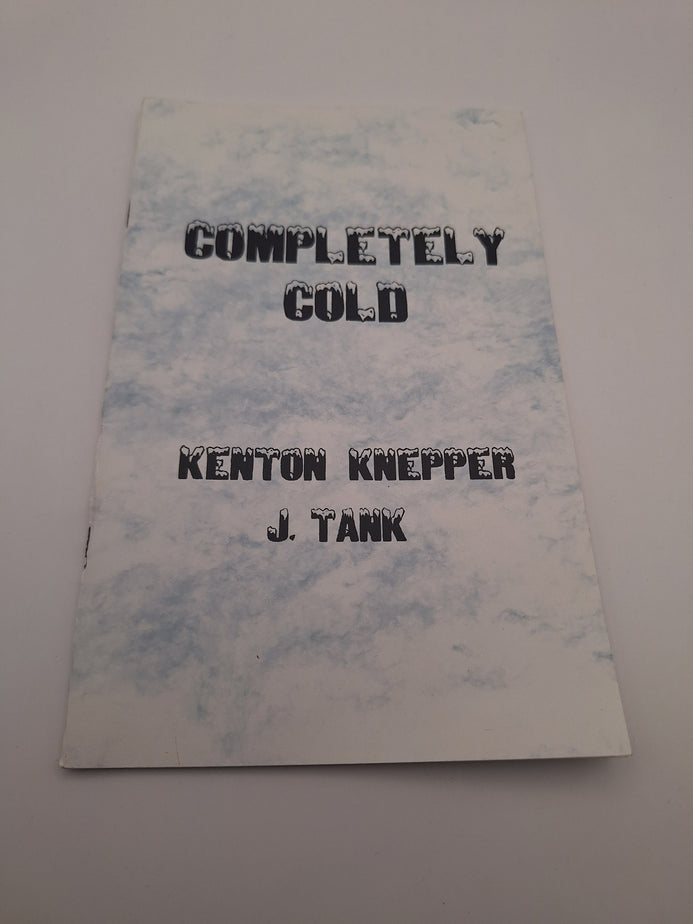 COMPLETELY
COLD
KENTON KNEPPER
J. TANK